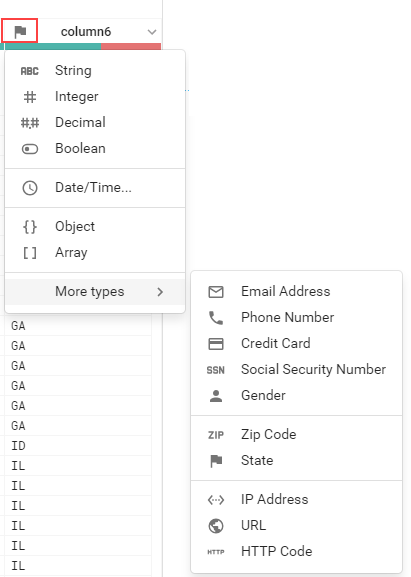 column6
ABC String
Integer
#.# Decimal
Boolean
Date/Time...
{} Object
[] Array
More types
GA
GA
GA
GA
GA
GA
ID
IL
IL
IL
IL
IL
IL
Email Address
Phone Number
Credit Card
SSN Social Security Number
Gender
ZIP Zip Code
State
IP Address
URL
HTTP HTTP Code